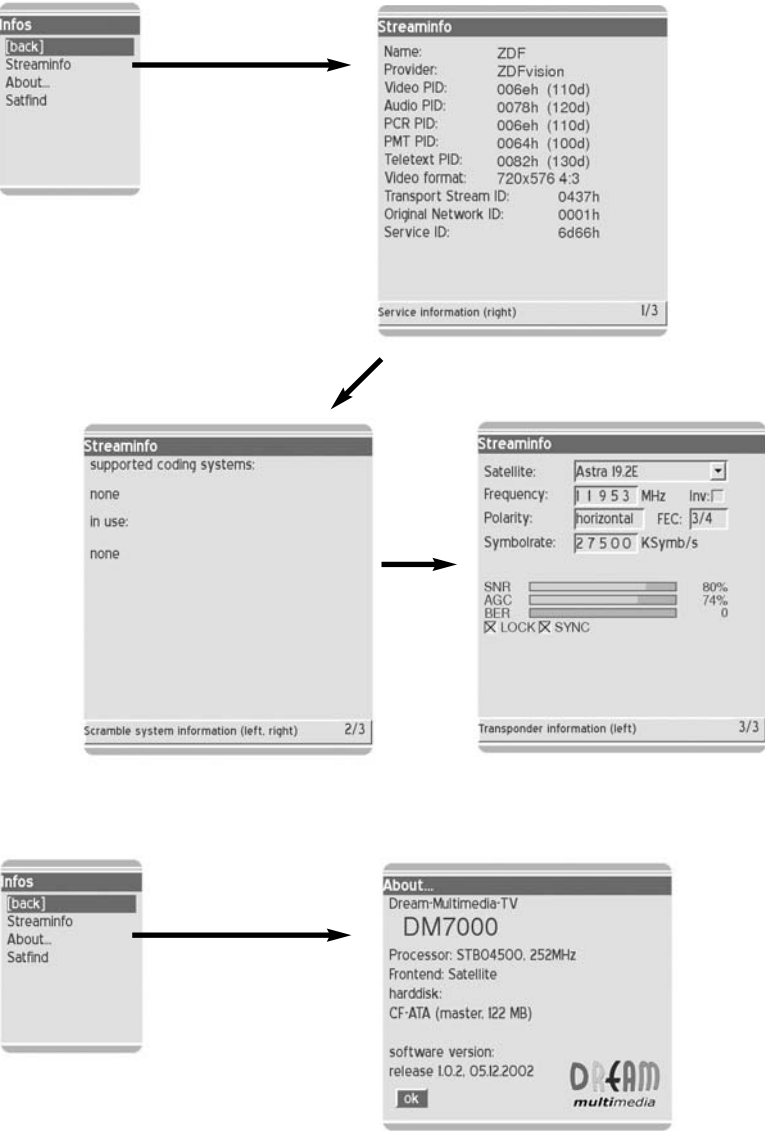 Infos
[back]
Streaminfo
About...
Satfind
Streaminfo
Name: ZDF
Provider: ZDFvision
Video PID: 006eh (110d)
Audio PID: 0078h (120d)
PCR PID: 006eh (110d)
PMT PID: 0064h (100d)
Teletext PID: 0082h (130d)
Video format: 720x576 4:3
Transport Stream ID: 0437h
Original Network ID: 0001h
Service ID: 6d66h
Service information (right) 1/3
Streaminfo
supported coding systems:
none
in use:
none
Scramble system information (left, right) 2/3
Streaminfo
Satellite: Astra 19.2E
Frequency: 11953 MHz Inv:
Polarity: horizontal FEC: 3/4
Symbolrate: 27500 KSymb/s
SNR 80%
AGC 74%
BER 0
LOCK SYNC
Transponder information (left) 3/3
Infos
[back]
Streaminfo
About...
Satfind
About...
Dream-Multimedia-TV
DM7000
Processor: STB04500, 252MHz
Frontend: Satellite
harddisk:
CF-ATA (master, 122 MB)
software version:
release 1.0.2, 05.12.2002
ok
DREAM
multimedia